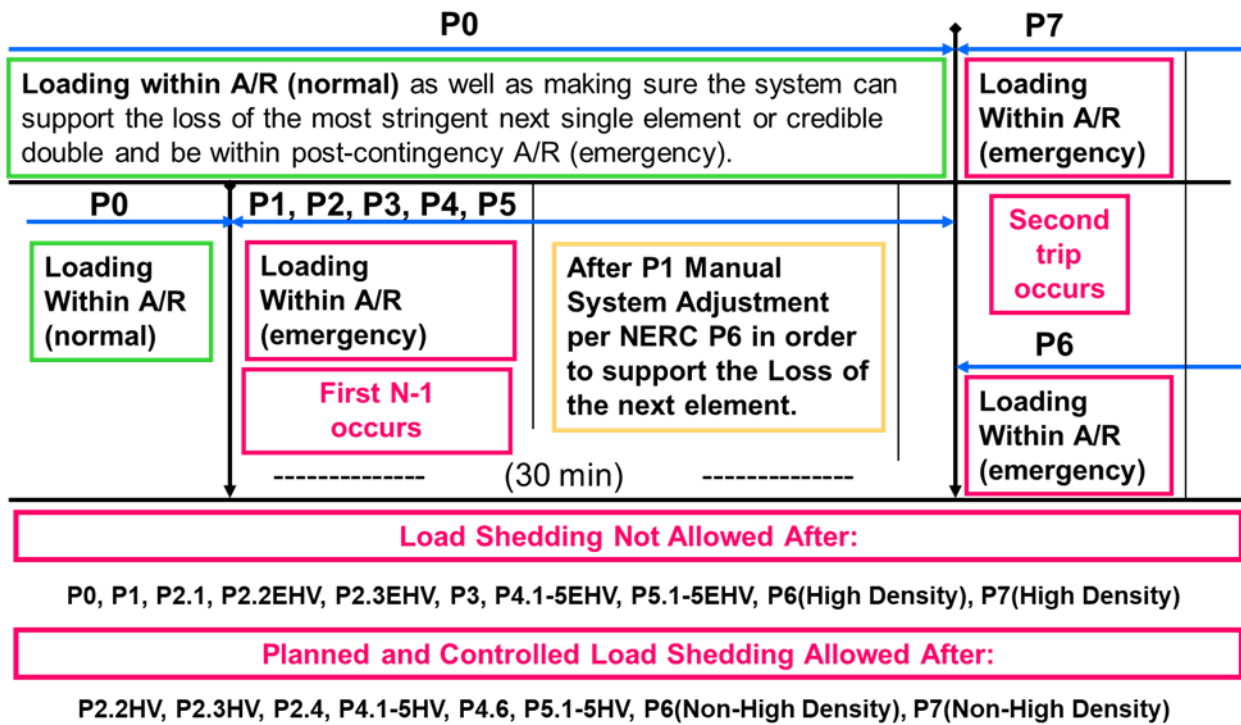 P0
P7
Loading within A/R (normal) as well as making sure the system can
support the loss of the most stringent next single element or credible
double and be within post-contingency A/R (emergency).
Loading
Within A/R
(emergency)
P0
P1, P2, P3, P4, P5
Loading
Within A/R
(normal)
Loading
Within A/R
(emergency)
First N-1
occurs
After P1 Manual
System Adjustment
per NERC P6 in order
to support the Loss of
the next element.
Second
trip
occurs
P6
Loading
Within A/R
(emergency)
-------------- (30 min) --------------
Load Shedding Not Allowed After:
P0, P1, P2.1, P2.2EHV, P2.3EHV, P3, P4.1-5EHV, P5.1-5EHV, P6(High Density), P7(High Density)
Planned and Controlled Load Shedding Allowed After:
P2.2HV, P2.3HV, P2.4, P4.1-5HV, P4.6, P5.1-5HV, P6(Non-High Density), P7(Non-High Density)